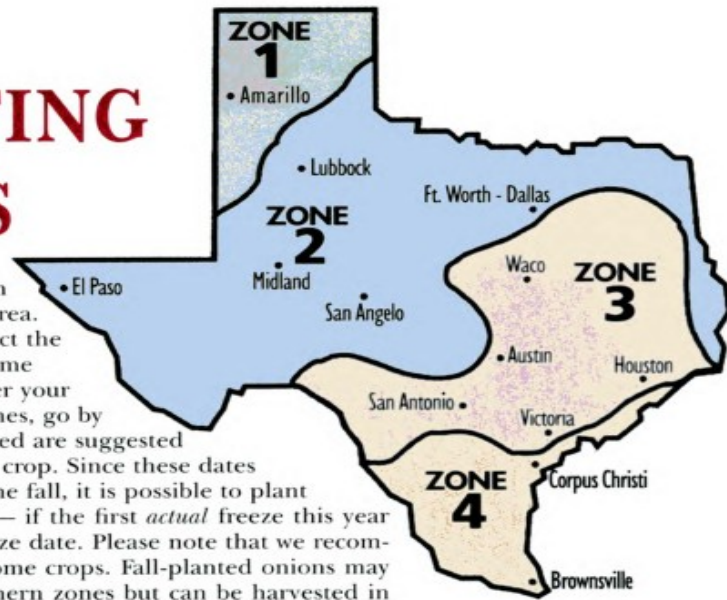 TING
S
ZONE
1
• Amarillo
• Lubbock
Ft. Worth - Dallas
ZONE
2
Midland
San Angelo
• El Paso
Waco
ZONE
3
• Austin
Houston
San Antonio •
Victoria
ZONE
4
Corpus Christi
Brownsville
rea.
ct the
me
er your
nes, go by
ed are suggested
crop. Since these dates
ne fall, it is possible to plant
— if the first actual freeze this year
ze date. Please note that we recom-
ome crops. Fall-planted onions may
hern zones but can be harvested in